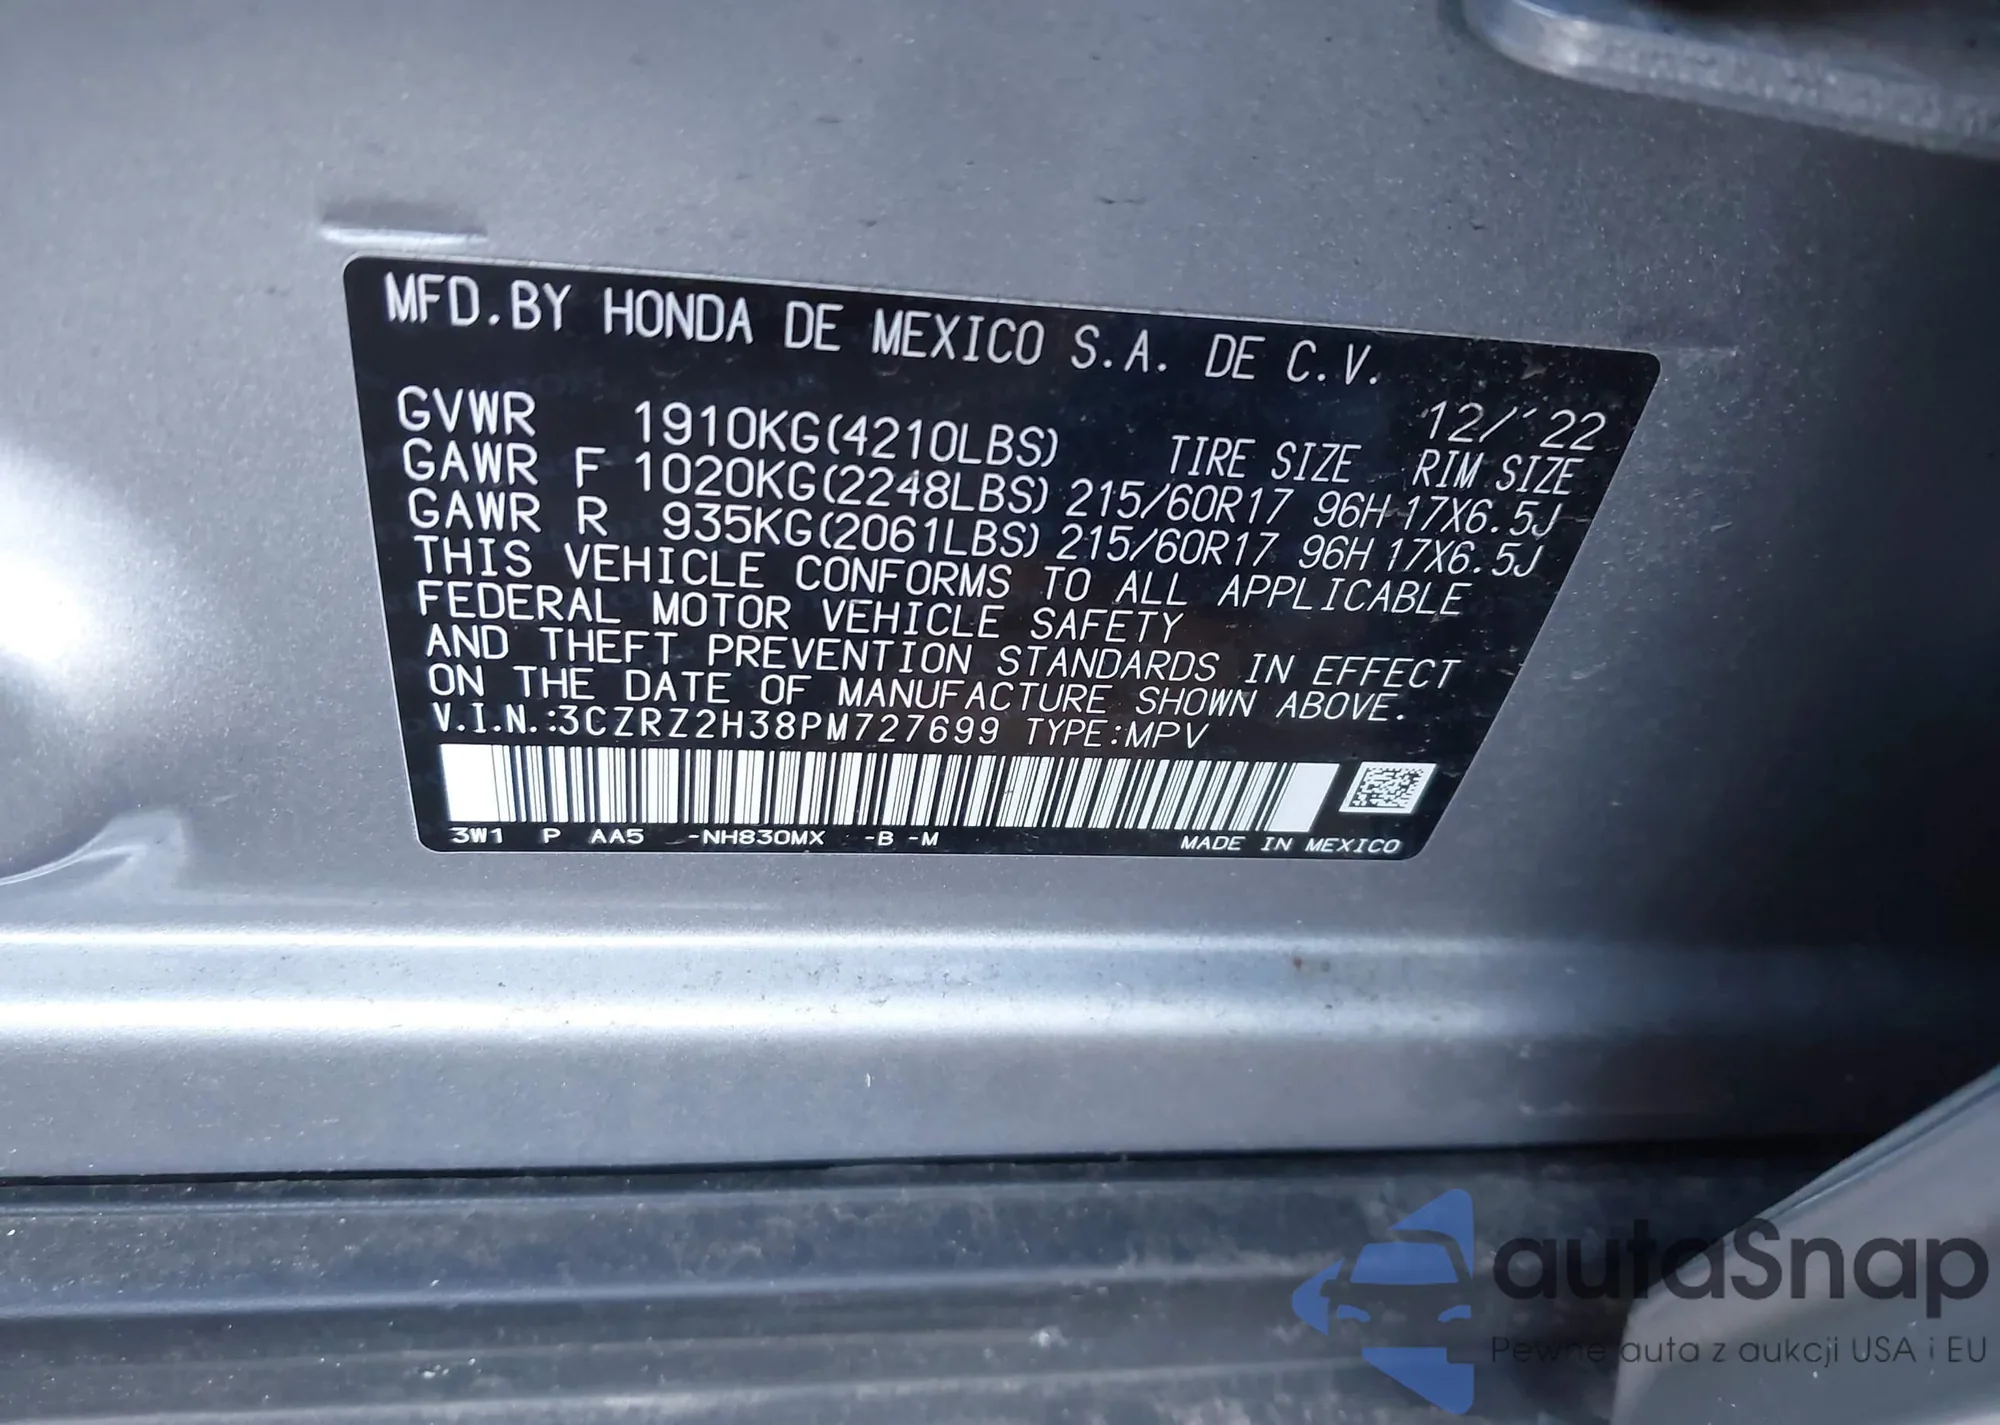 MFD.BY HONDA DE MEXICO S.A. DE C.V.
12/'22
GVWR 1910KG(4210LBS) TIRE SIZE RIM SIZE
GAWR F 1020KG(2248LBS) 215/60R17 96H 17X6.5J
GAWR R 935KG(2061LBS) 215/60R17 96H 17X6.5J
THIS VEHICLE CONFORMS TO ALL APPLICABLE
FEDERAL MOTOR VEHICLE SAFETY
AND THEFT PREVENTION STANDARDS IN EFFECT
ON THE DATE OF MANUFACTURE SHOWN ABOVE.
V.I.N.:3CZRZ2H38PM727699 TYPE:MPV
3W1 P AA5 -NH830MX -B -M MADE IN MEXICO
autaSnap
Pewne auta z aukcji USA i EU